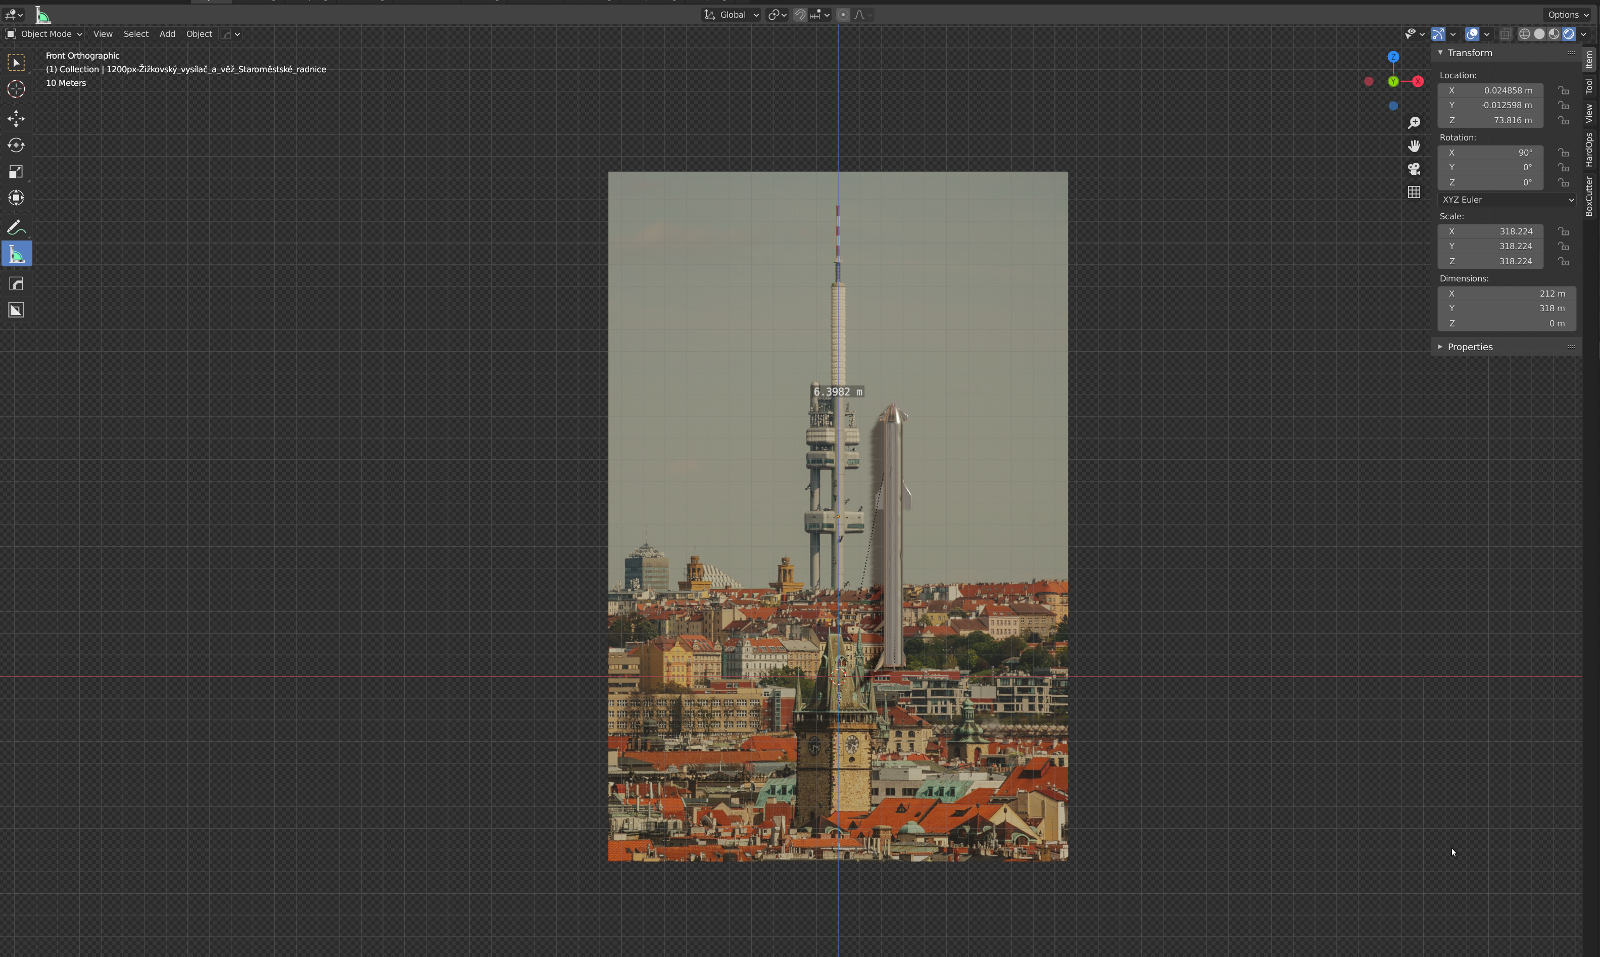 Global
Options
Object Mode View Select Add Object
Front Orthographic
(1) Collection | 1200px-Žižkovský_vysílač_a_věž_Staroměstské_radnice
10 Meters
Transform
Location:
X 0.024858 m
Y -0.012598 m
Z 73.816 m
Rotation:
X 90°
Y 0°
Z 0°
XYZ Euler
Scale:
X 318.224
Y 318.224
Z 318.224
Dimensions:
X 212 m
Y 318 m
Z 0 m
Properties
Item
Tool
View
HardOps
BoxCutter
Z
Y
X
6.3982 m